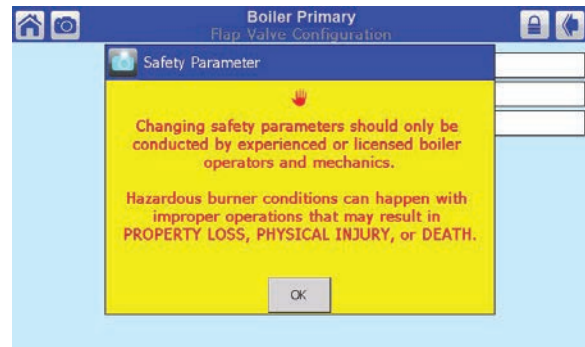 Boiler Primary
Flap Valve Configuration
Safety Parameter
Changing safety parameters should only be
conducted by experienced or licensed boiler
operators and mechanics.
Hazardous burner conditions can happen with
improper operations that may result in
PROPERTY LOSS, PHYSICAL INJURY, or DEATH.
OK